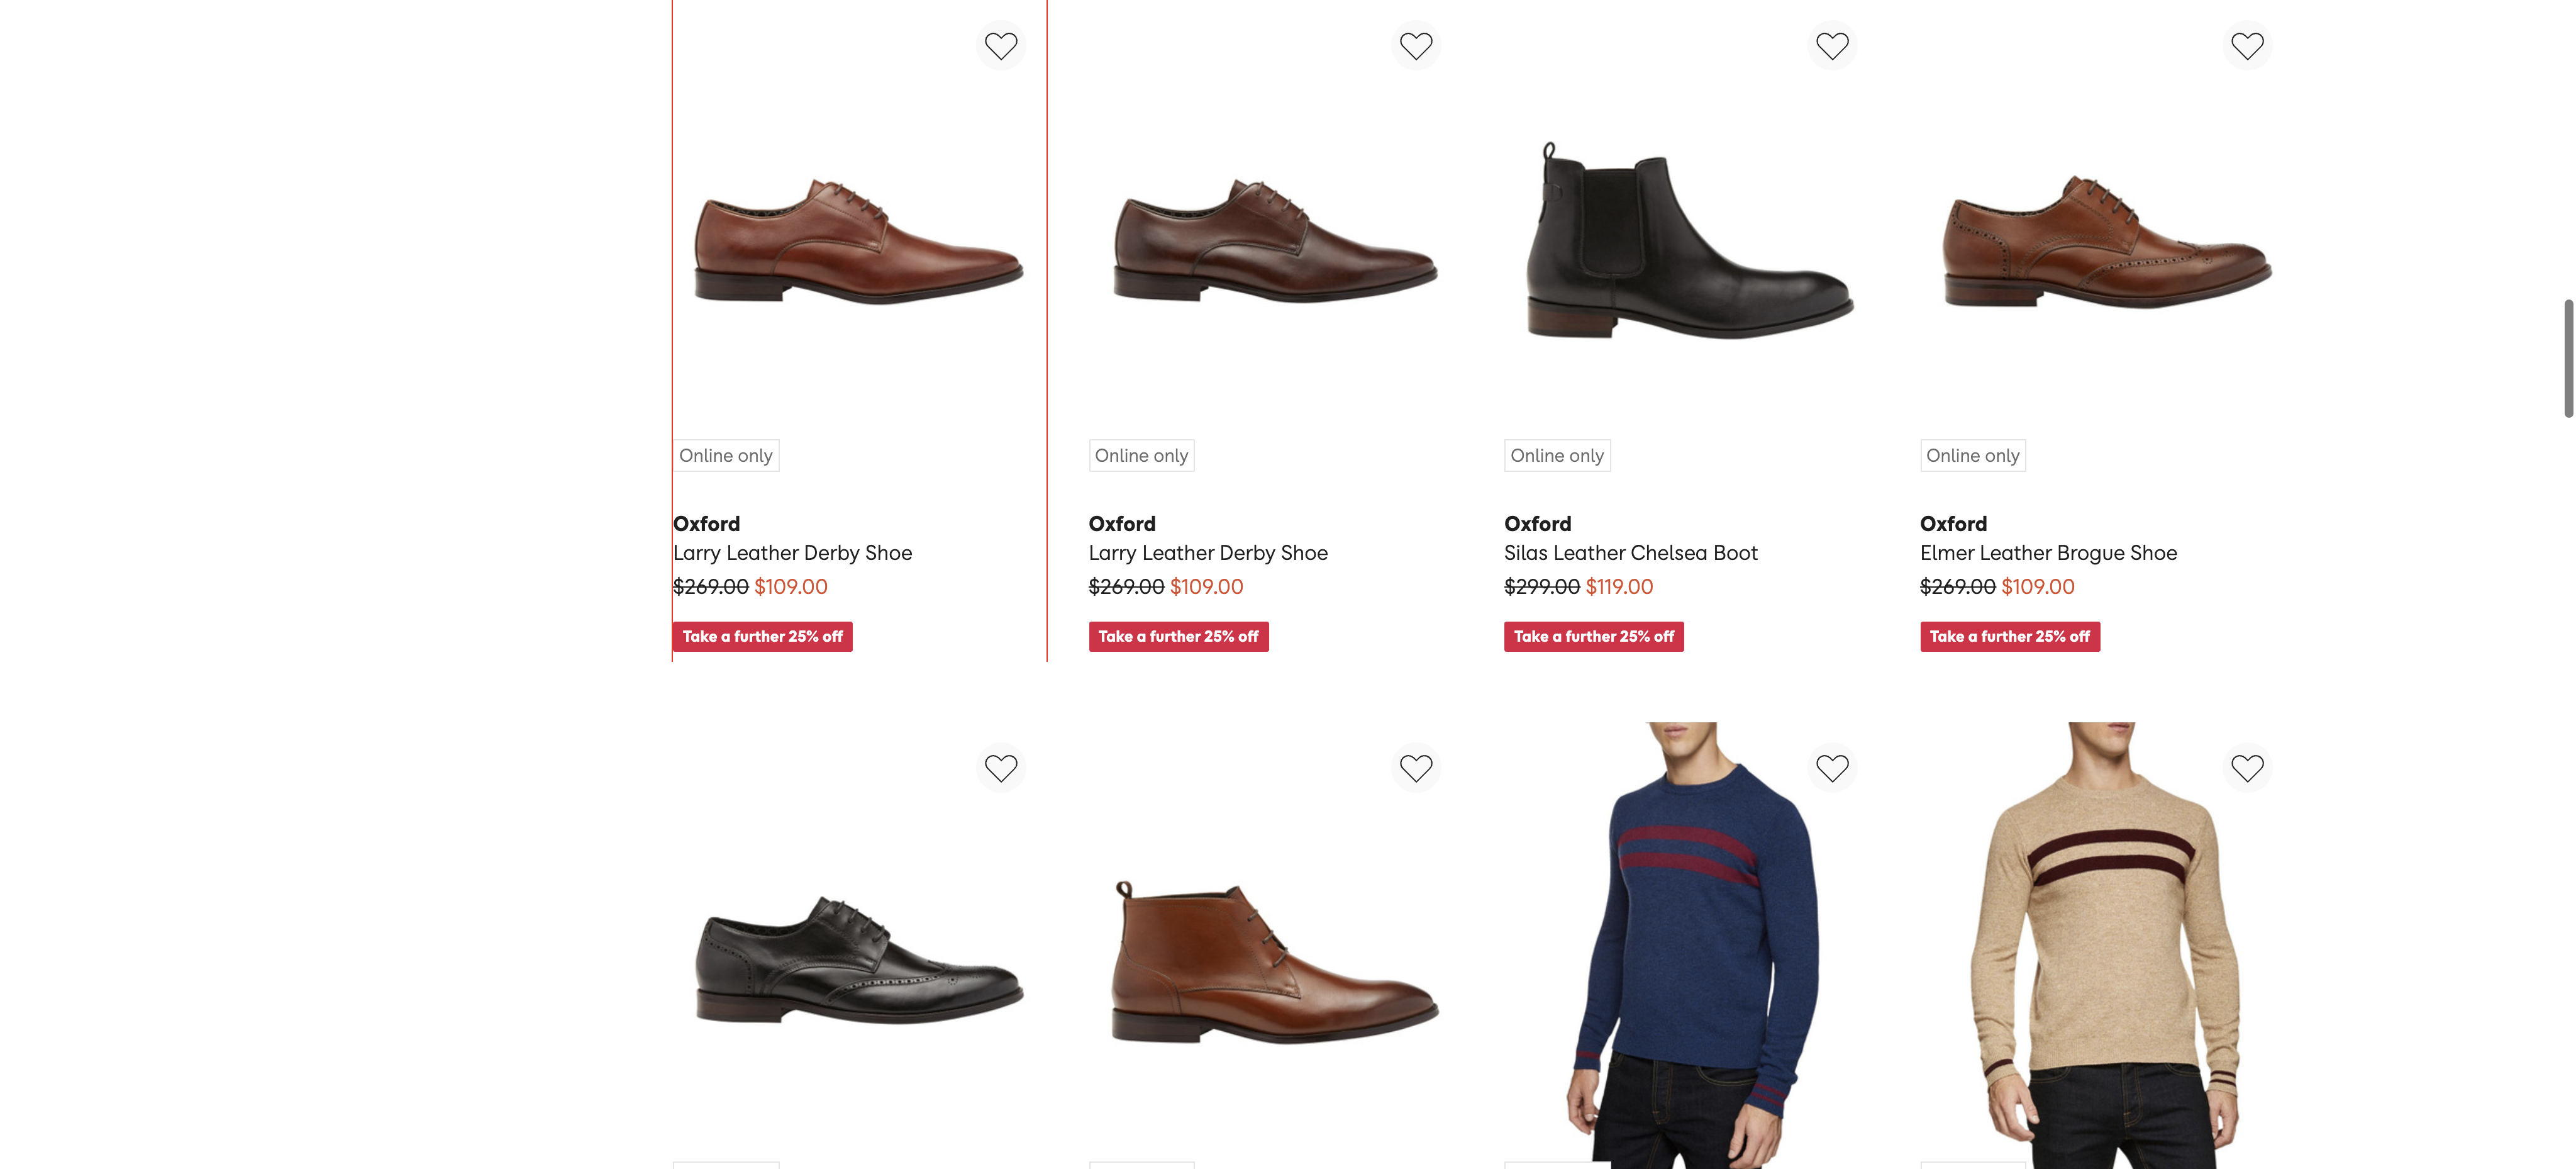 Online only
Oxford
Larry Leather Derby Shoe
$269.00 $109.00
Take a further 25% off
Online only
Oxford
Larry Leather Derby Shoe
$269.00 $109.00
Take a further 25% off
Online only
Oxford
Silas Leather Chelsea Boot
$299.00 $119.00
Take a further 25% off
Online only
Oxford
Elmer Leather Brogue Shoe
$269.00 $109.00
Take a further 25% off